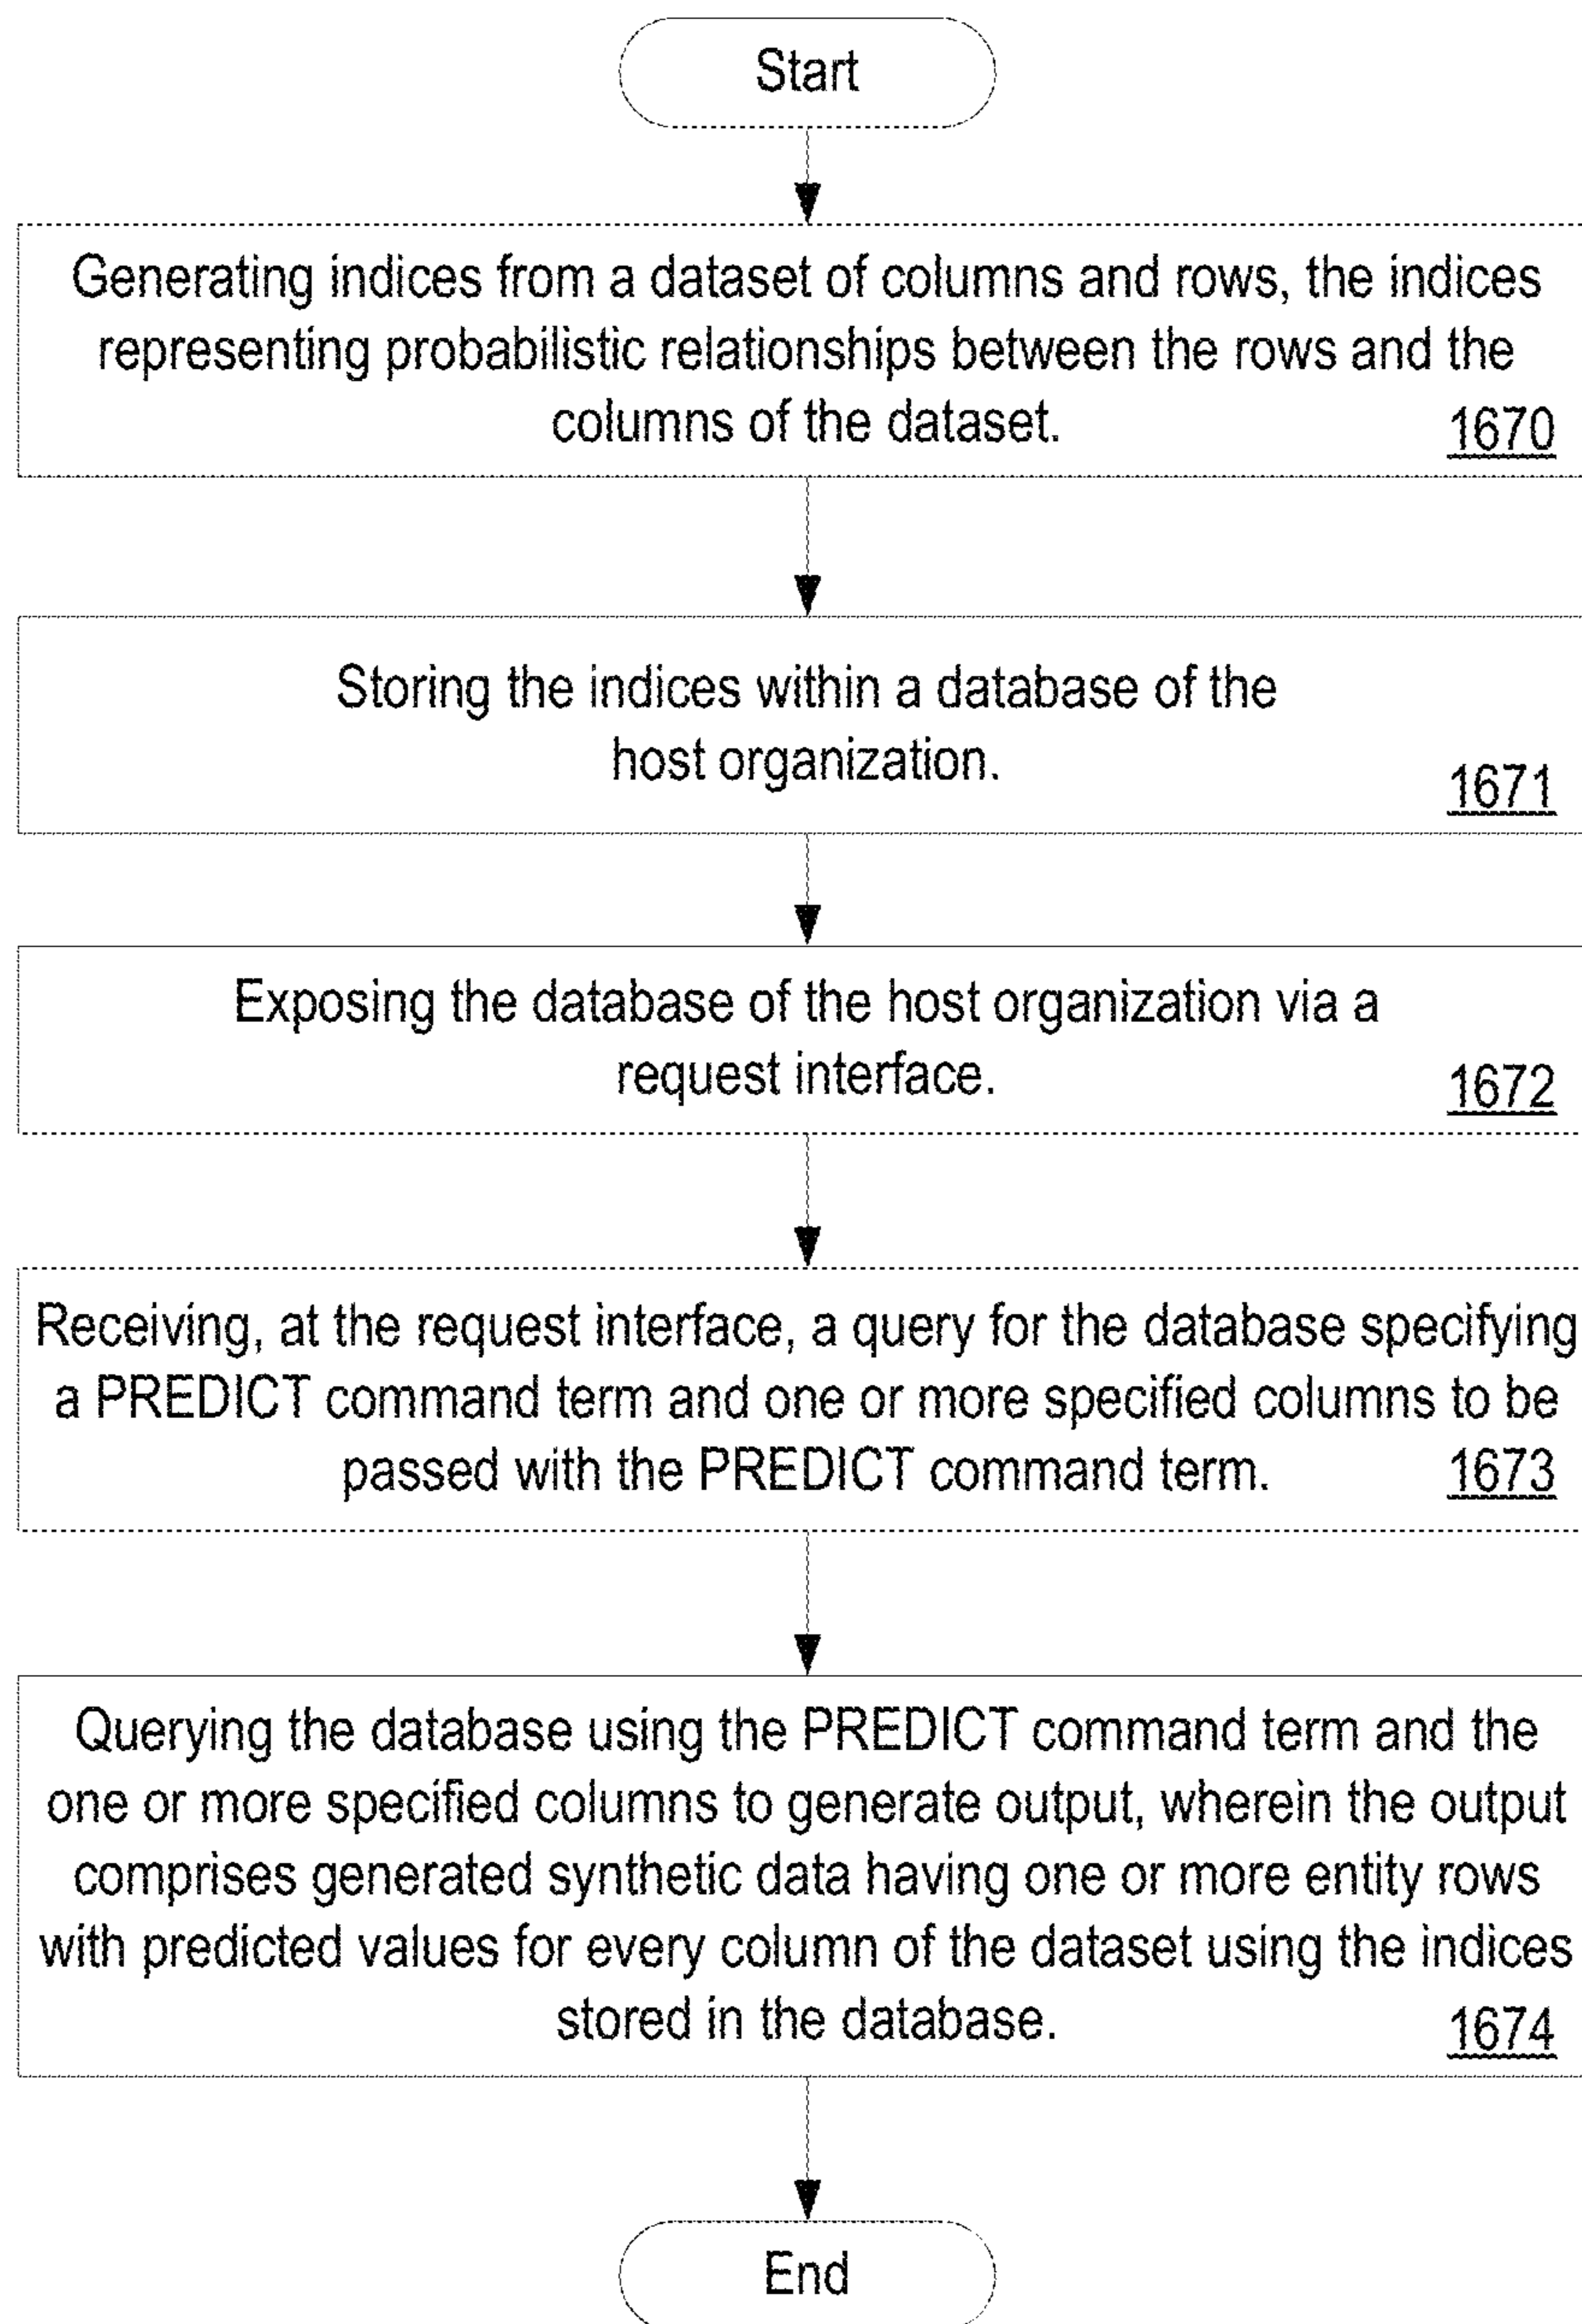 Start
Generating indices from a dataset of columns and rows, the indices
representing probabilistic relationships between the rows and the
columns of the dataset.
1670
Storing the indices within a database of the
host organization.
1671
Exposing the database of the host organization via a
request interface.
1672
Receiving, at the request interface, a query for the database specifying
a PREDICT command term and one or more specified columns to be
passed with the PREDICT command term.
1673
Querying the database using the PREDICT command term and the
one or more specified columns to generate output, wherein the output
comprises generated synthetic data having one or more entity rows
with predicted values for every column of the dataset using the indices
stored in the database.
1674
End